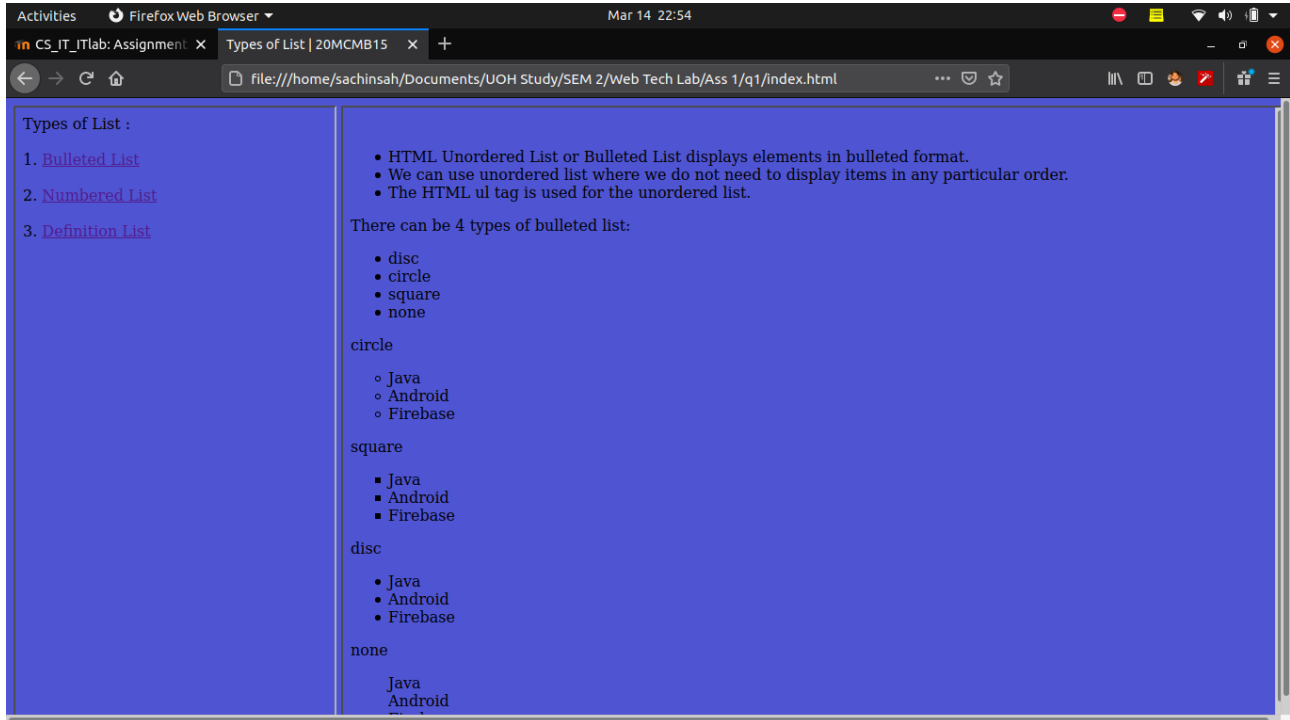 Activities Firefox Web Browser Mar 14 22:54
CS_IT_ITlab: Assignment Types of List | 20MCMB15
file:///home/sachinsah/Documents/UOH Study/SEM 2/Web Tech Lab/Ass 1/q1/index.html
Types of List :
1. Bulleted List
2. Numbered List
3. Definition List
• HTML Unordered List or Bulleted List displays elements in bulleted format.
• We can use unordered list where we do not need to display items in any particular order.
• The HTML ul tag is used for the unordered list.
There can be 4 types of bulleted list:
• disc
• circle
• square
• none
circle
◦ Java
◦ Android
◦ Firebase
square
▪ Java
▪ Android
▪ Firebase
disc
• Java
• Android
• Firebase
none
Java
Android